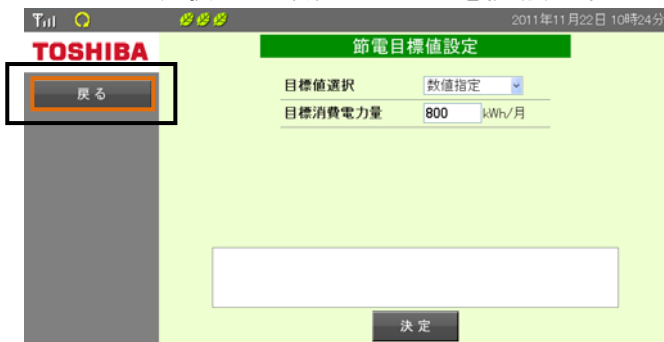 2011年11月22日 10時24分
TOSHIBA
節電目標値設定
戻る
目標値選択 数値指定
目標消費電力量 800 kWh/月
決定